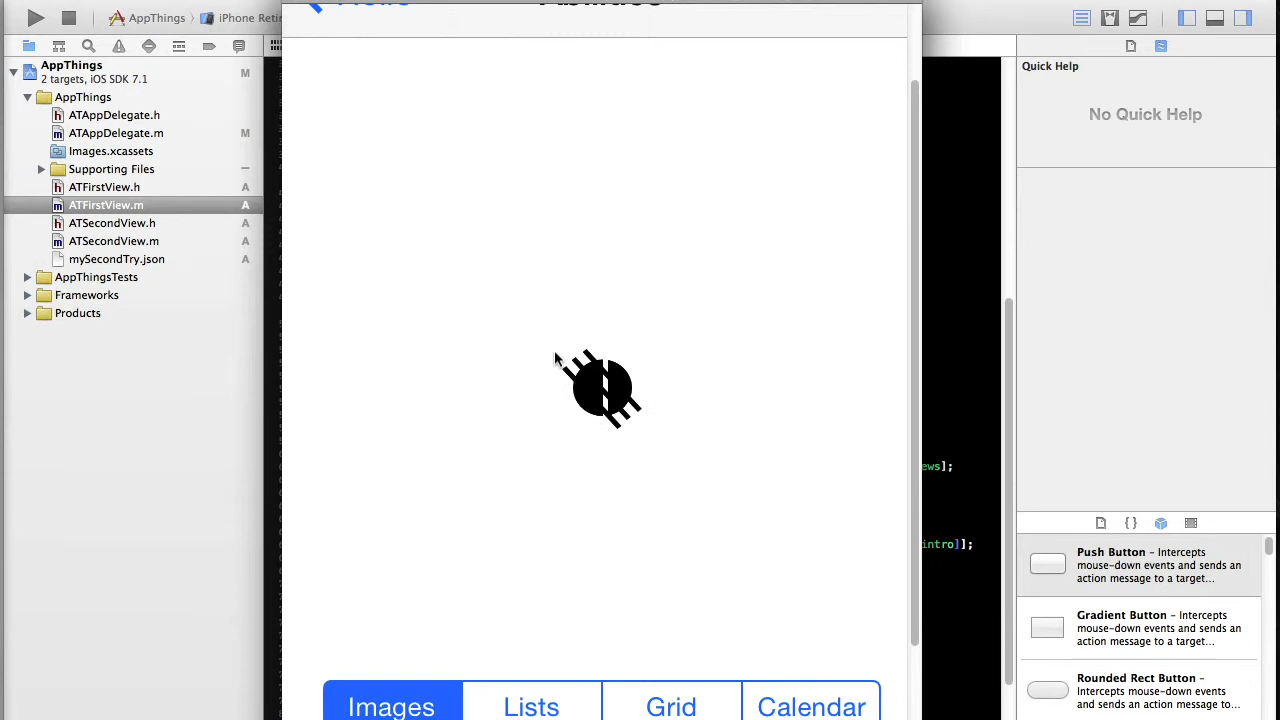 AppThings
iPhone Reti
AppThings
2 targets, iOS SDK 7.1
M
AppThings
ATAppDelegate.h
ATAppDelegate.m
M
Images.xcassets
Supporting Files
ATFirstView.h
A
ATFirstView.m
A
ATSecondView.h
A
ATSecondView.m
A
mySecondTry.json
A
AppThingsTests
Frameworks
Products
ews];
intro]];
Images
Lists
Grid
Calendar
Quick Help
No Quick Help
Push Button – Intercepts
mouse-down events and sends an
action message to a target...
Gradient Button – Intercepts
mouse-down events and sends an
action message to a target...
Rounded Rect Button –
Intercepts mouse-down events
and sends an action message to...